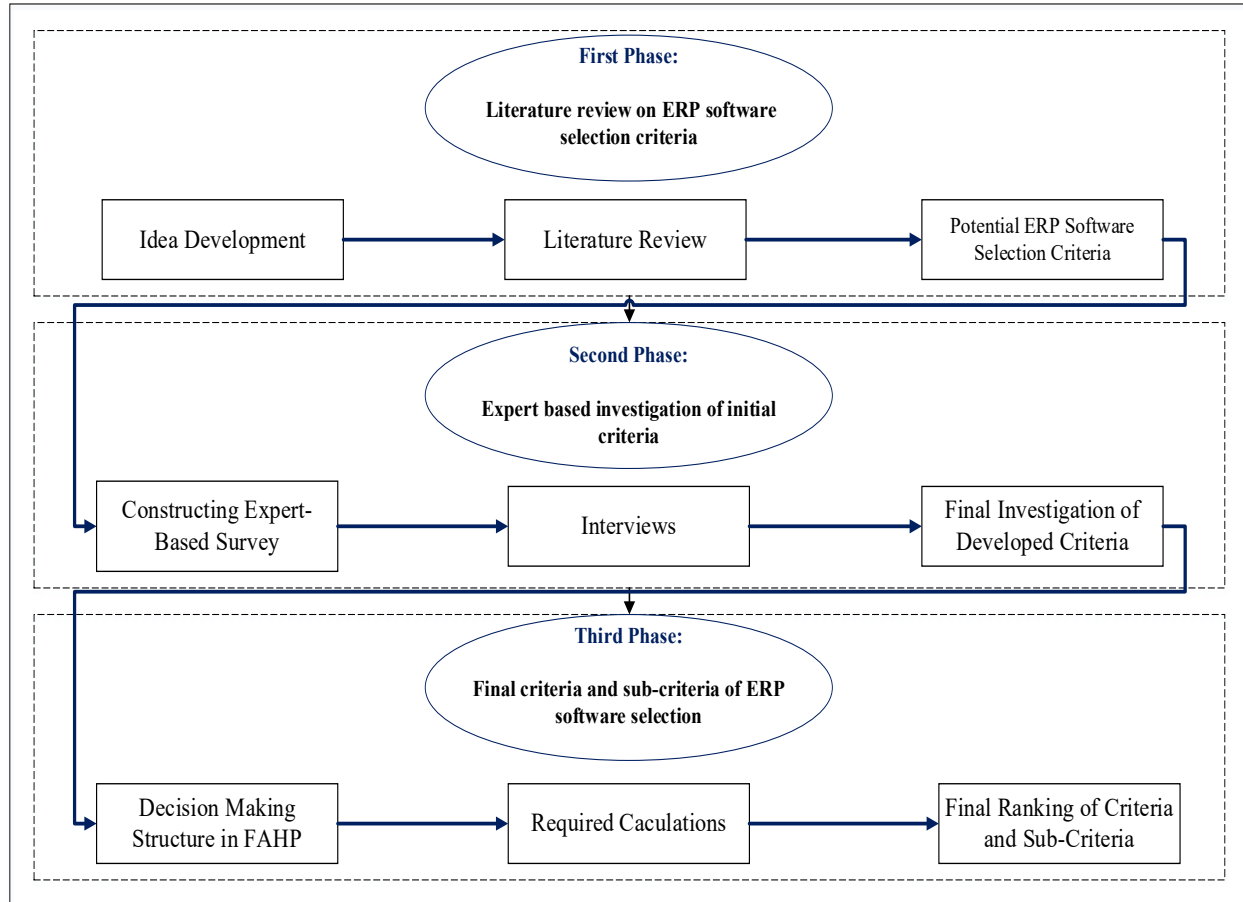 First Phase:
Literature review on ERP software
selection criteria
Idea Development
Literature Review
Potential ERP Software
Selection Criteria
Second Phase:
Expert based investigation of initial
criteria
Constructing Expert-
Based Survey
Interviews
Final Investigation of
Developed Criteria
Third Phase:
Final criteria and sub-criteria of ERP
software selection
Decision Making
Structure in FAHP
Required Caculations
Final Ranking of Criteria
and Sub-Criteria